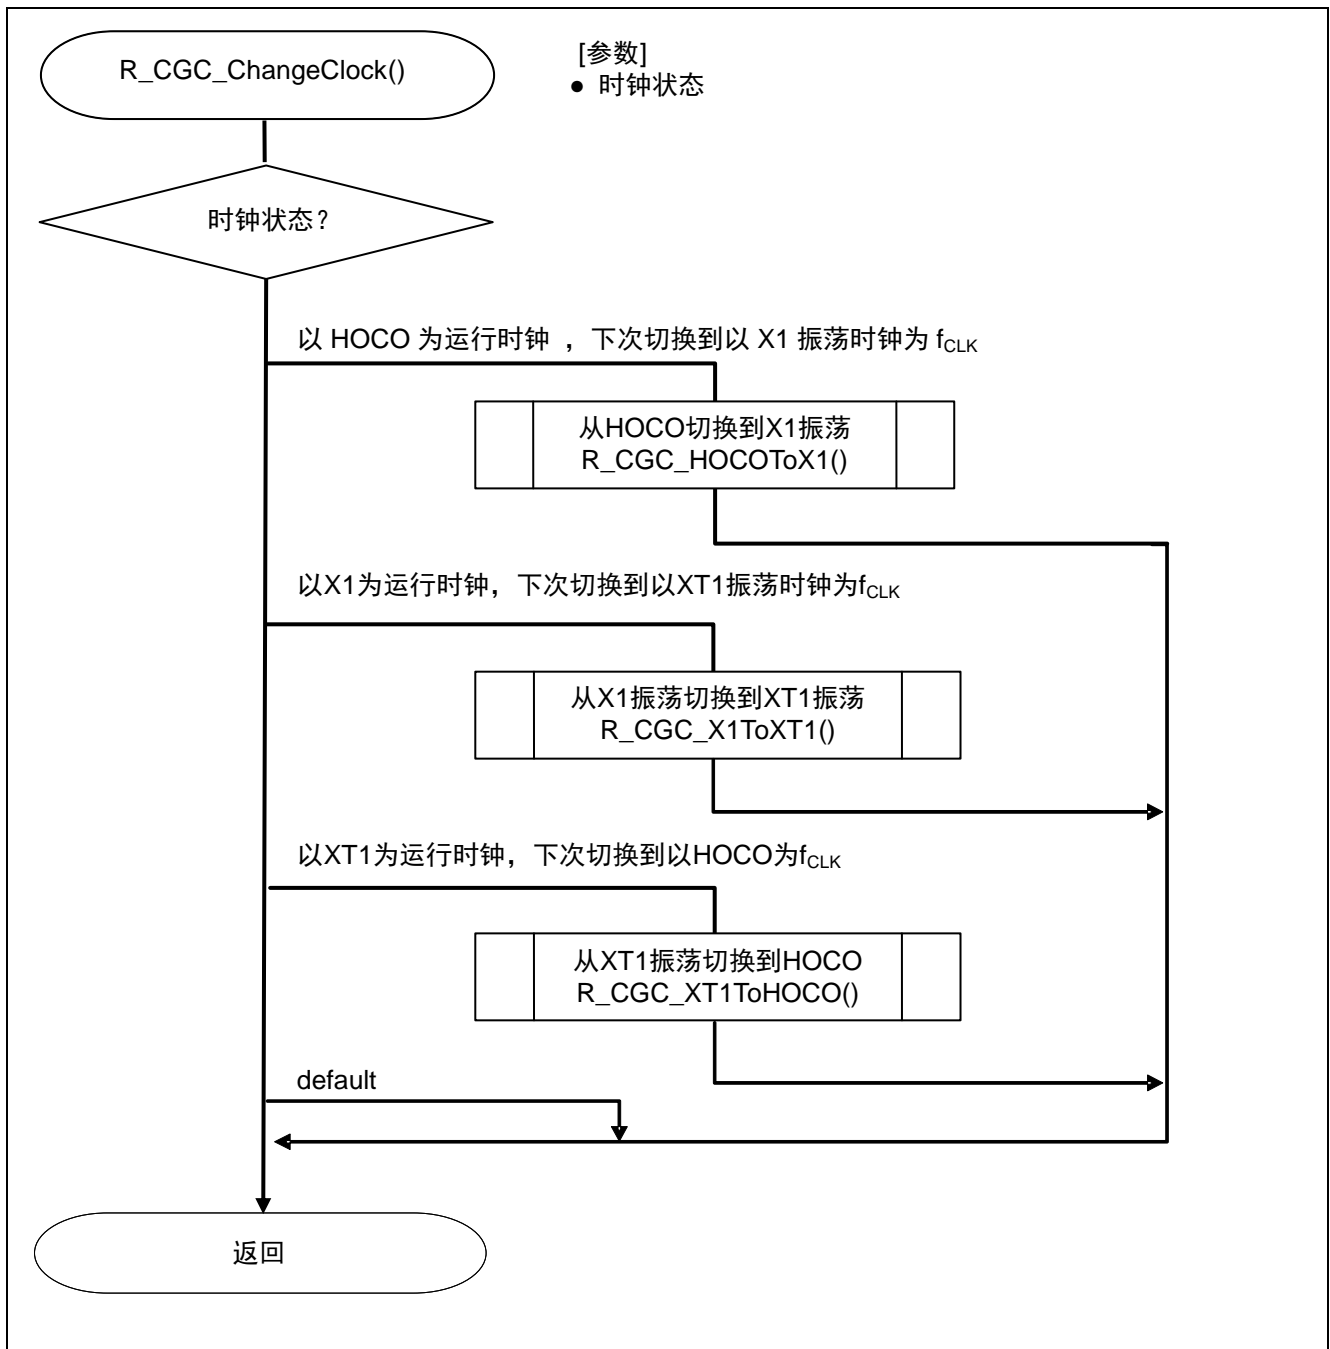 R_CGC_ChangeClock()
[参数]
● 时钟状态
时钟状态？
以 HOCO 为运行时钟 ，下次切换到以 X1 振荡时钟为 fCLK
从HOCO切换到X1振荡
R_CGC_HOCOToX1()
以X1为运行时钟，下次切换到以XT1振荡时钟为fCLK
从X1振荡切换到XT1振荡
R_CGC_X1ToXT1()
以XT1为运行时钟，下次切换到以HOCO为fCLK
从XT1振荡切换到HOCO
R_CGC_XT1ToHOCO()
default
返回